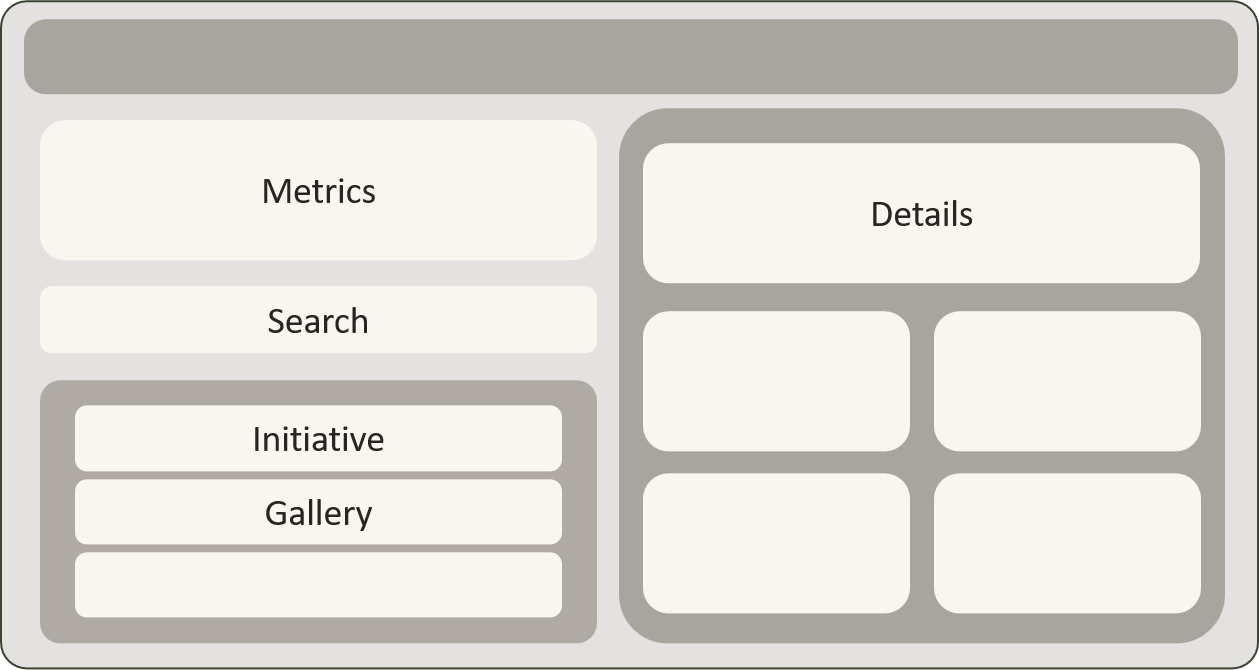 Metrics
Search
Initiative
Gallery
Details